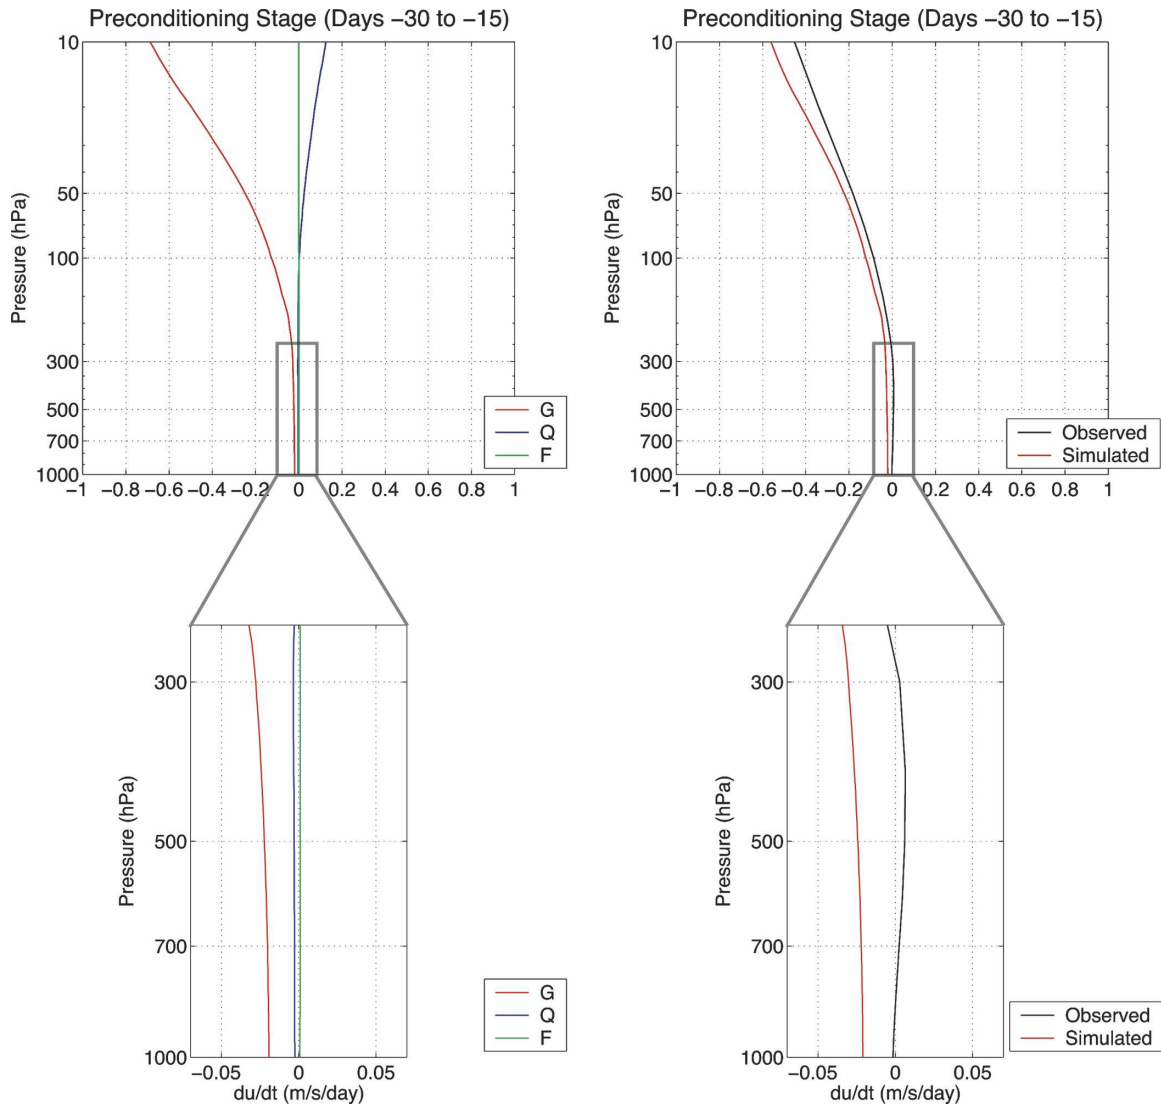 Preconditioning Stage (Days −30 to −15)
10
50
100
300
500
700
1000
Pressure (hPa)
−1 −0.8 −0.6 −0.4 −0.2 0 0.2 0.4 0.6 0.8 1
G
Q
F
Preconditioning Stage (Days −30 to −15)
10
50
100
300
500
700
1000
Pressure (hPa)
−1 −0.8 −0.6 −0.4 −0.2 0 0.2 0.4 0.6 0.8 1
Observed
Simulated
300
500
700
1000
Pressure (hPa)
−0.05 0 0.05
du/dt (m/s/day)
G
Q
F
300
500
700
1000
Pressure (hPa)
−0.05 0 0.05
du/dt (m/s/day)
Observed
Simulated